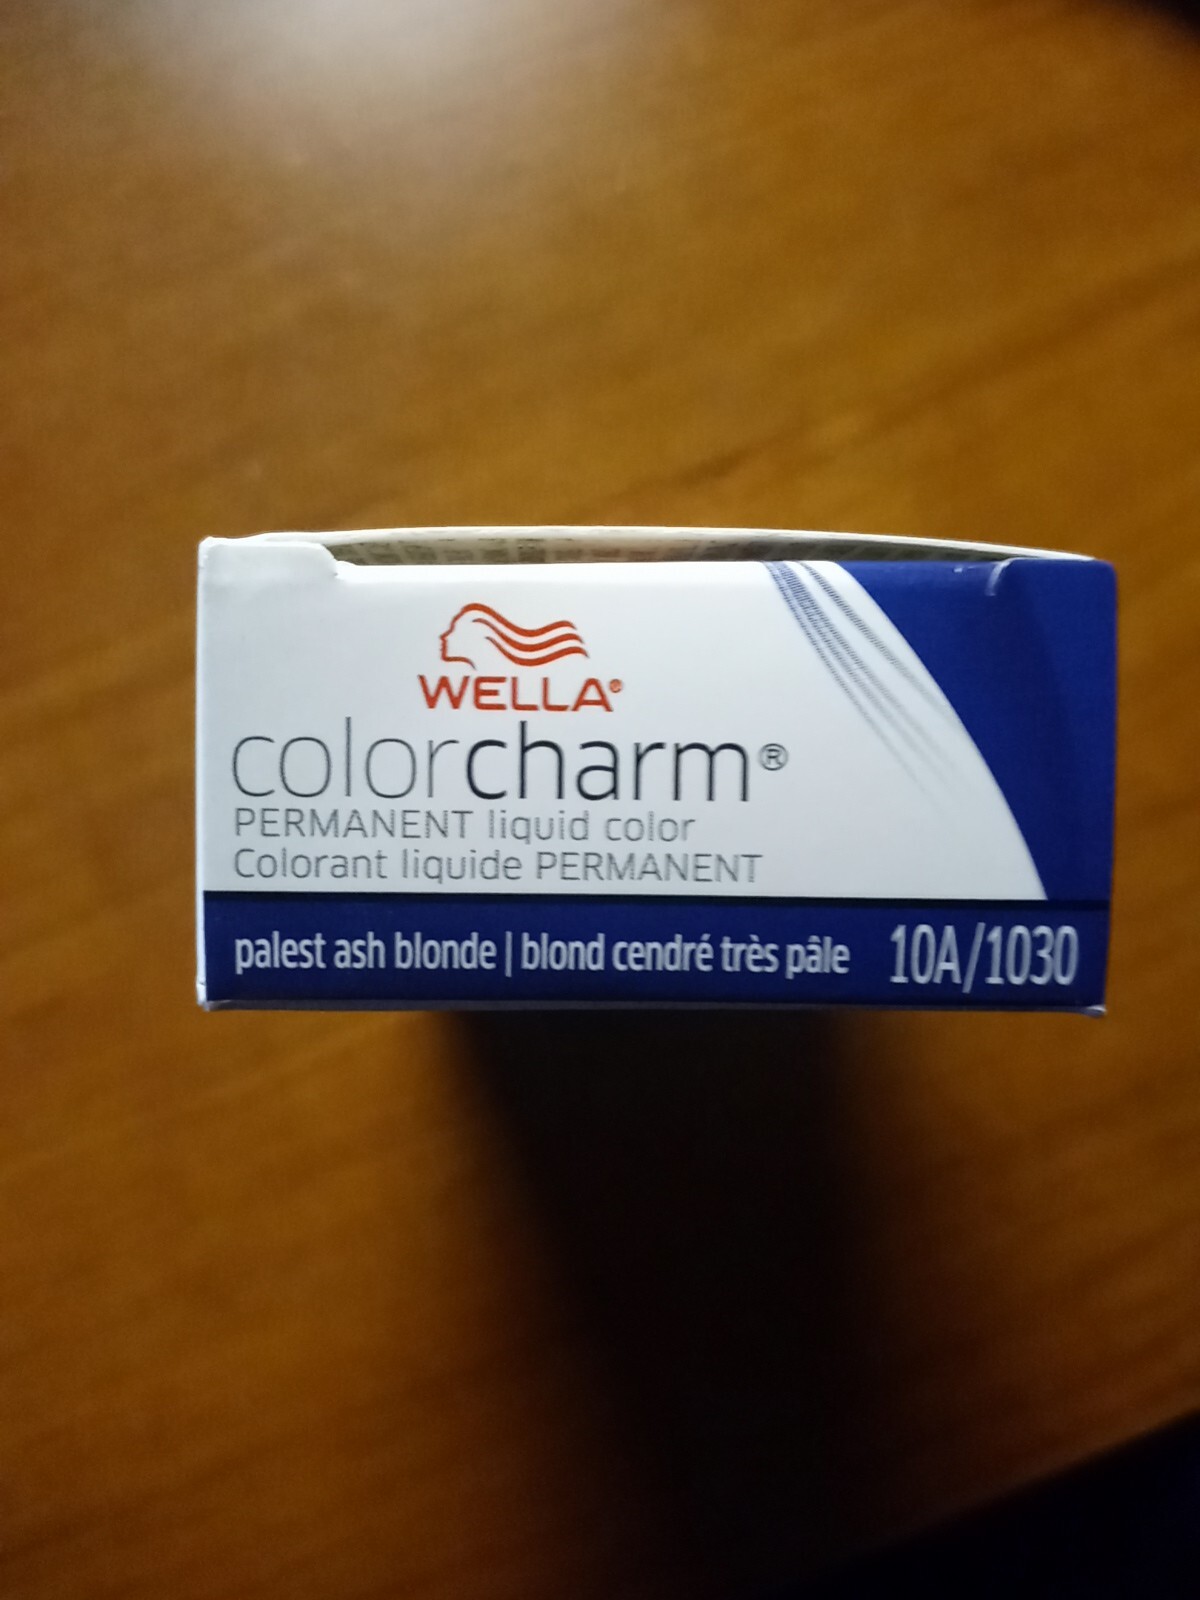 WELLA®
colorcharm®
PERMANENT liquid color
Colorant liquide PERMANENT
palest ash blonde | blond cendré très pâle 10A/1030